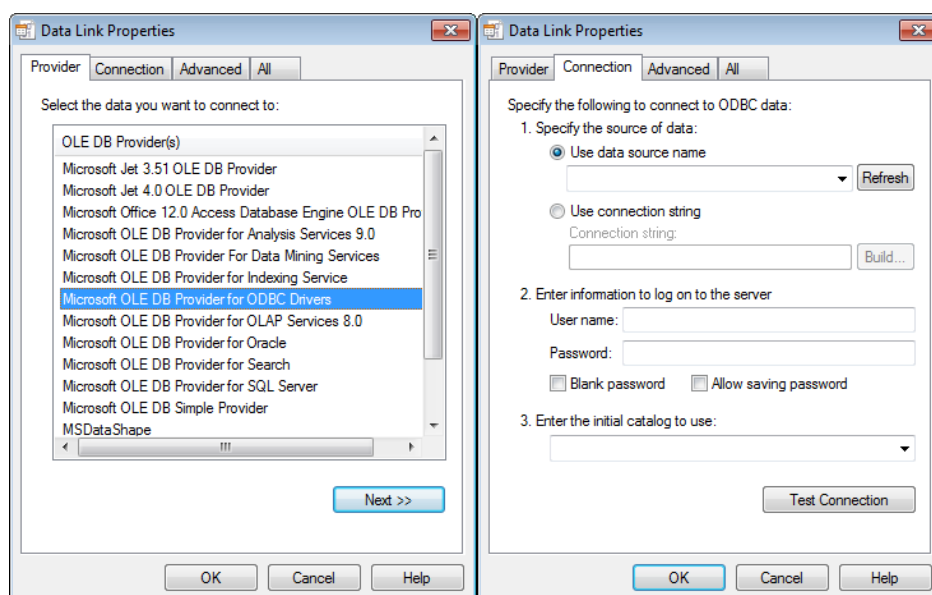 Data Link Properties
Provider
Connection
Advanced
All
Select the data you want to connect to:
OLE DB Provider(s)
Microsoft Jet 3.51 OLE DB Provider
Microsoft Jet 4.0 OLE DB Provider
Microsoft Office 12.0 Access Database Engine OLE DB Pro
Microsoft OLE DB Provider for Analysis Services 9.0
Microsoft OLE DB Provider For Data Mining Services
Microsoft OLE DB Provider for Indexing Service
Microsoft OLE DB Provider for ODBC Drivers
Microsoft OLE DB Provider for OLAP Services 8.0
Microsoft OLE DB Provider for Oracle
Microsoft OLE DB Provider for Search
Microsoft OLE DB Provider for SQL Server
Microsoft OLE DB Simple Provider
MSDataShape
Next >>
OK
Cancel
Help
Data Link Properties
Provider
Connection
Advanced
All
Specify the following to connect to ODBC data:
1. Specify the source of data:
Use data source name
Refresh
Use connection string
Connection string:
Build...
2. Enter information to log on to the server
User name:
Password:
Blank password
Allow saving password
3. Enter the initial catalog to use:
Test Connection
OK
Cancel
Help